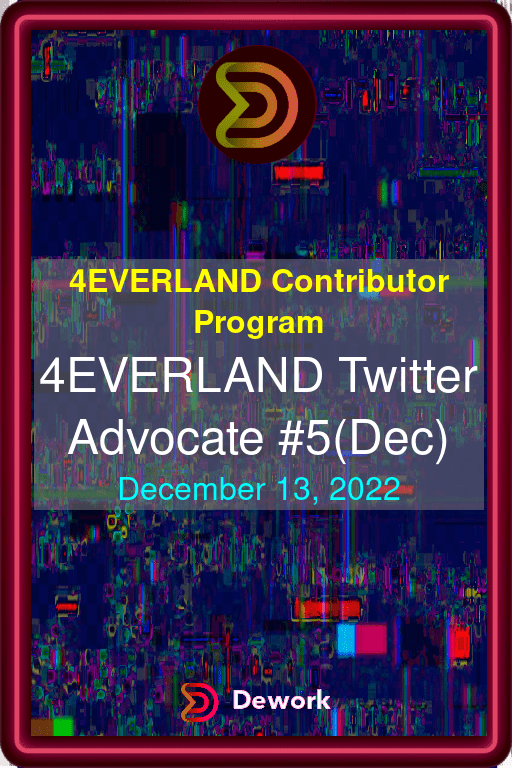 4EVERLAND Contributor
Program
4EVERLAND Twitter
Advocate #5(Dec)
December 13, 2022
Dework